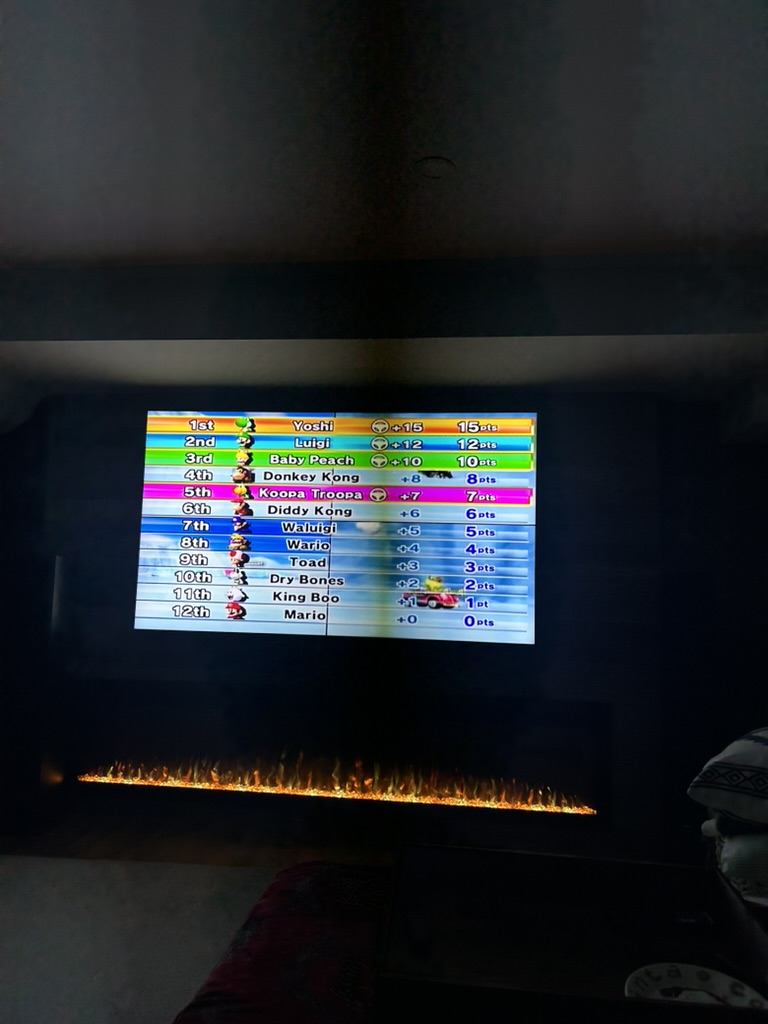 1st Yoshi +15 15pts
2nd Luigi +12 12pts
3rd Baby Peach +10 10pts
4th Donkey Kong +8 8pts
5th Koopa Troopa +7 7pts
6th Diddy Kong +6 6pts
7th Waluigi +5 5pts
8th Wario +4 4pts
9th Toad +3 3pts
10th Dry Bones +2 2pts
11th King Boo +1 1pt
12th Mario +0 0pts